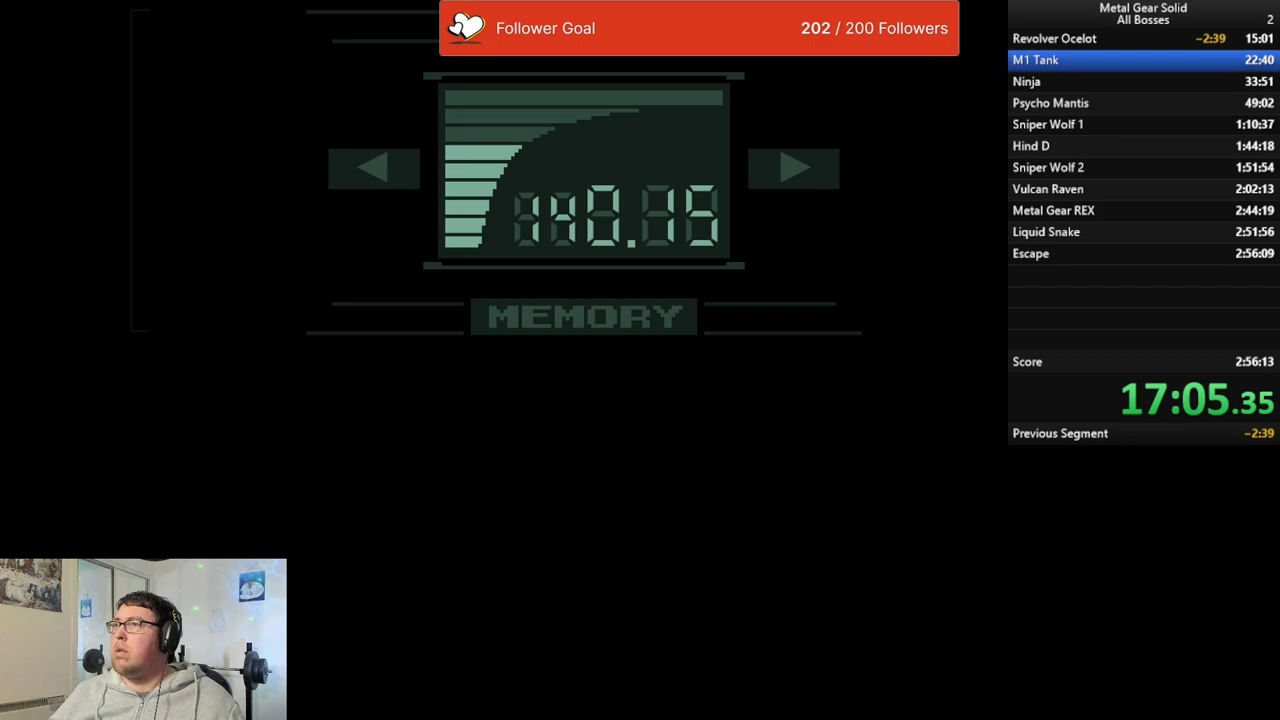 Follower Goal 202 / 200 Followers
140.15
MEMORY
Metal Gear Solid
All Bosses 2
Revolver Ocelot −2:39 15:01
M1 Tank 22:40
Ninja 33:51
Psycho Mantis 49:02
Sniper Wolf 1 1:10:37
Hind D 1:44:18
Sniper Wolf 2 1:51:54
Vulcan Raven 2:02:13
Metal Gear REX 2:44:19
Liquid Snake 2:51:56
Escape 2:56:09
Score 2:56:13
17:05.35
Previous Segment −2:39